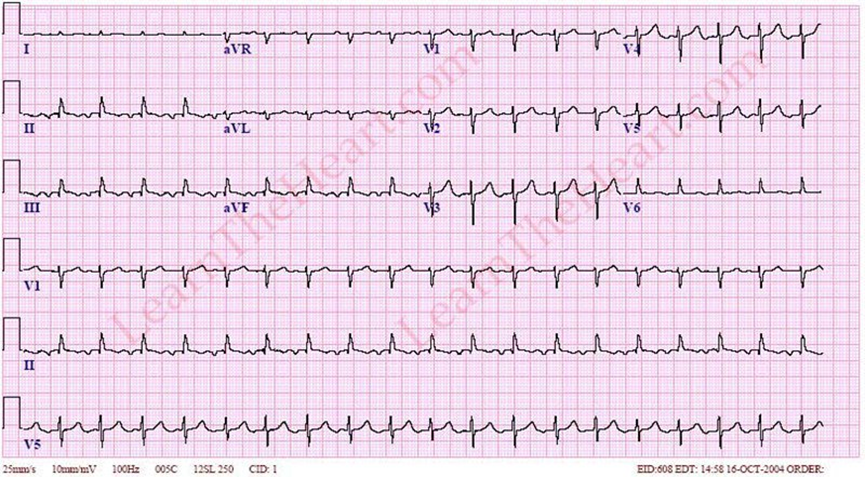 I aVR V1 V4
II aVL V2 V5
III aVF V3 V6
V1
II
V5
LearnTheHeart.com
LearnTheHeart.com
25mm/s 10mm/mV 100Hz 005C 12SL 250 CID: 1 EID:608 EDT: 14:58 16-OCT-2004 ORDER: